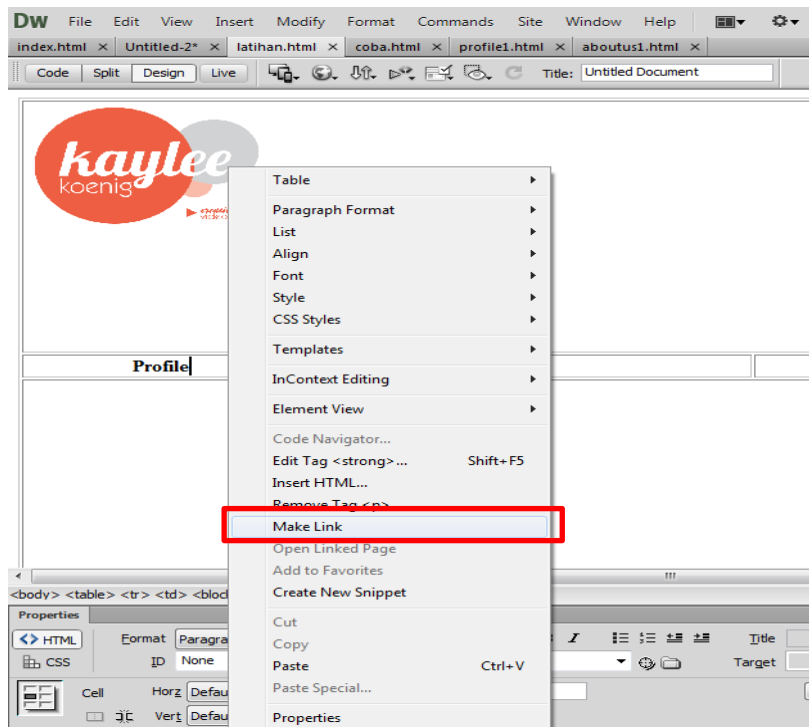 DW File Edit View Insert Modify Format Commands Site Window Help
index.html × Untitled-2* × latihan.html × coba.html × profile1.html × aboutus1.html ×
Code Split Design Live Title: Untitled Document
kaylee
koenig
Table
Paragraph Format
List
Align
Font
Style
CSS Styles
Templates
Profile
InContext Editing
Element View
Code Navigator...
Edit Tag <strong>... Shift+F5
Insert HTML...
Remove Tag <p>
Make Link
Open Linked Page
Add to Favorites
Create New Snippet
<body> <table> <tr> <td> <bloc
Properties
Cut
<> HTML Format Paragra I Title
Copy
CSS ID None Target
Paste Ctrl+V
Cell Horz Defau
Paste Special...
Vert Defau
Properties